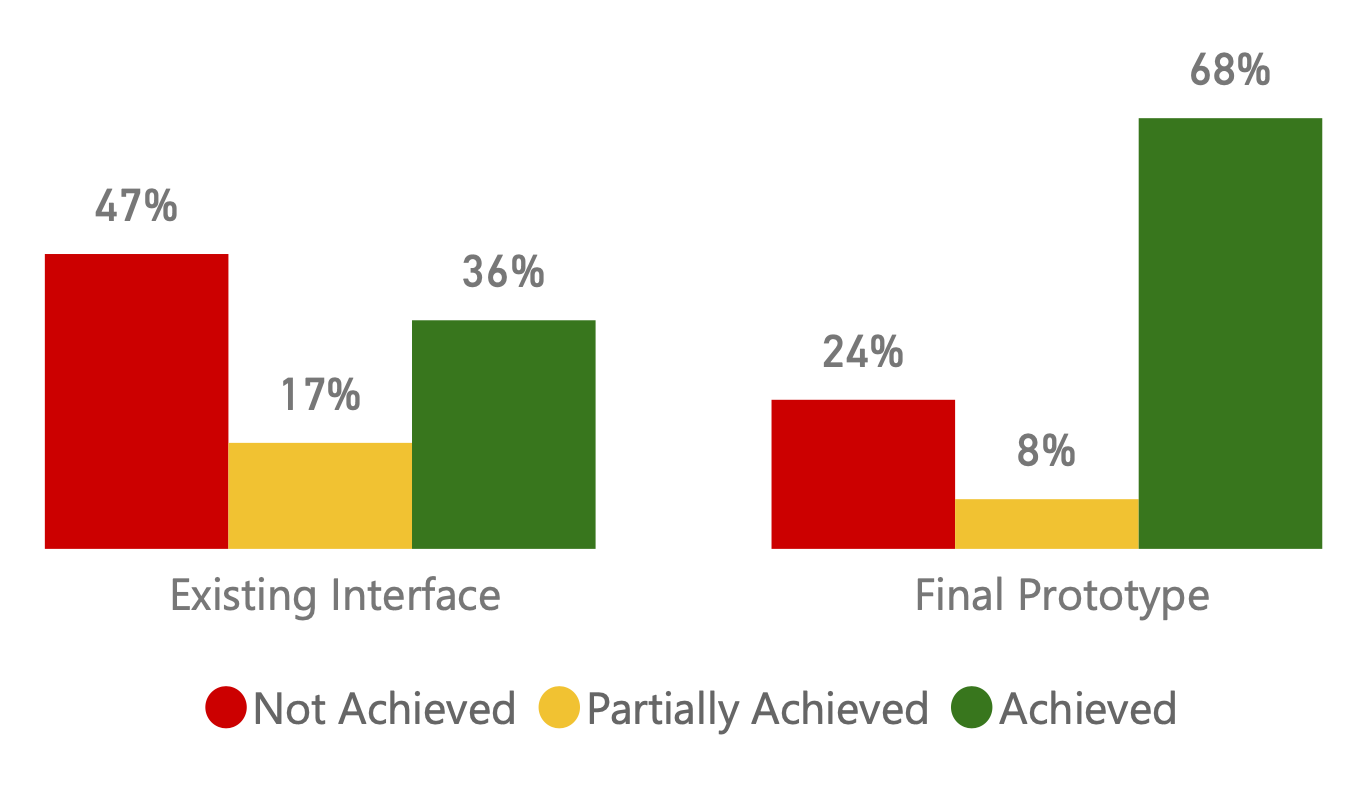 68%
47%
36%
24%
17%
8%
Existing Interface
Final Prototype
Not Achieved Partially Achieved Achieved